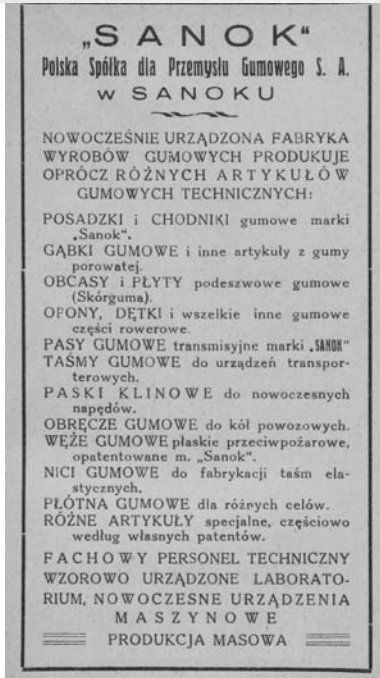 „SANOK"
Polska Spółka dla Przemysłu Gumowego S. A.
w SANOKU
NOWOCZEŚNIE URZĄDZONA FABRYKA
WYROBÓW GUMOWYCH PRODUKUJE
OPRÓCZ RÓŻNYCH ARTYKUŁÓW
GUMOWYCH TECHNICZNYCH:
POSADZKI i CHODNIKI gumowe marki
„Sanok".
GĄBKI GUMOWE i inne artykuły z gumy
porowatej.
OBCASY i PŁYTY podeszwowe gumowe
(Skórguma).
OPONY, DĘTKI i wszelkie inne gumowe
części rowerowe.
PASY GUMOWE transmisyjne marki „SANOK"
TAŚMY GUMOWE do urządzeń transpor-
terowych.
PASKI KLINOWE do nowoczesnych
napędów.
OBRĘCZE GUMOWE do kół powozowych.
WĘŻE GUMOWE płaskie przeciwpożarowe,
opatentowane m. „Sanok".
NICI GUMOWE do fabrykacji taśm ela-
stycznych.
PŁÓTNA GUMOWE dla różnych celów.
RÓŻNE ARTYKUŁY specjalne, częściowo
według własnych patentów.
FACHOWY PERSONEL TECHNICZNY
WZOROWO URZĄDZONE LABORATO-
RIUM, NOWOCZESNE URZĄDZENIA
MASZYNOWE
PRODUKCJA MASOWA